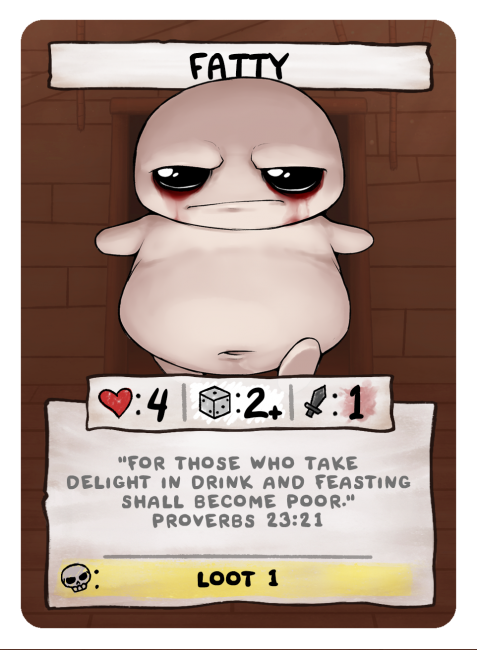 FATTY
:4 :2+ :1
"FOR THOSE WHO TAKE
DELIGHT IN DRINK AND FEASTING
SHALL BECOME POOR."
PROVERBS 23:21
: LOOT 1